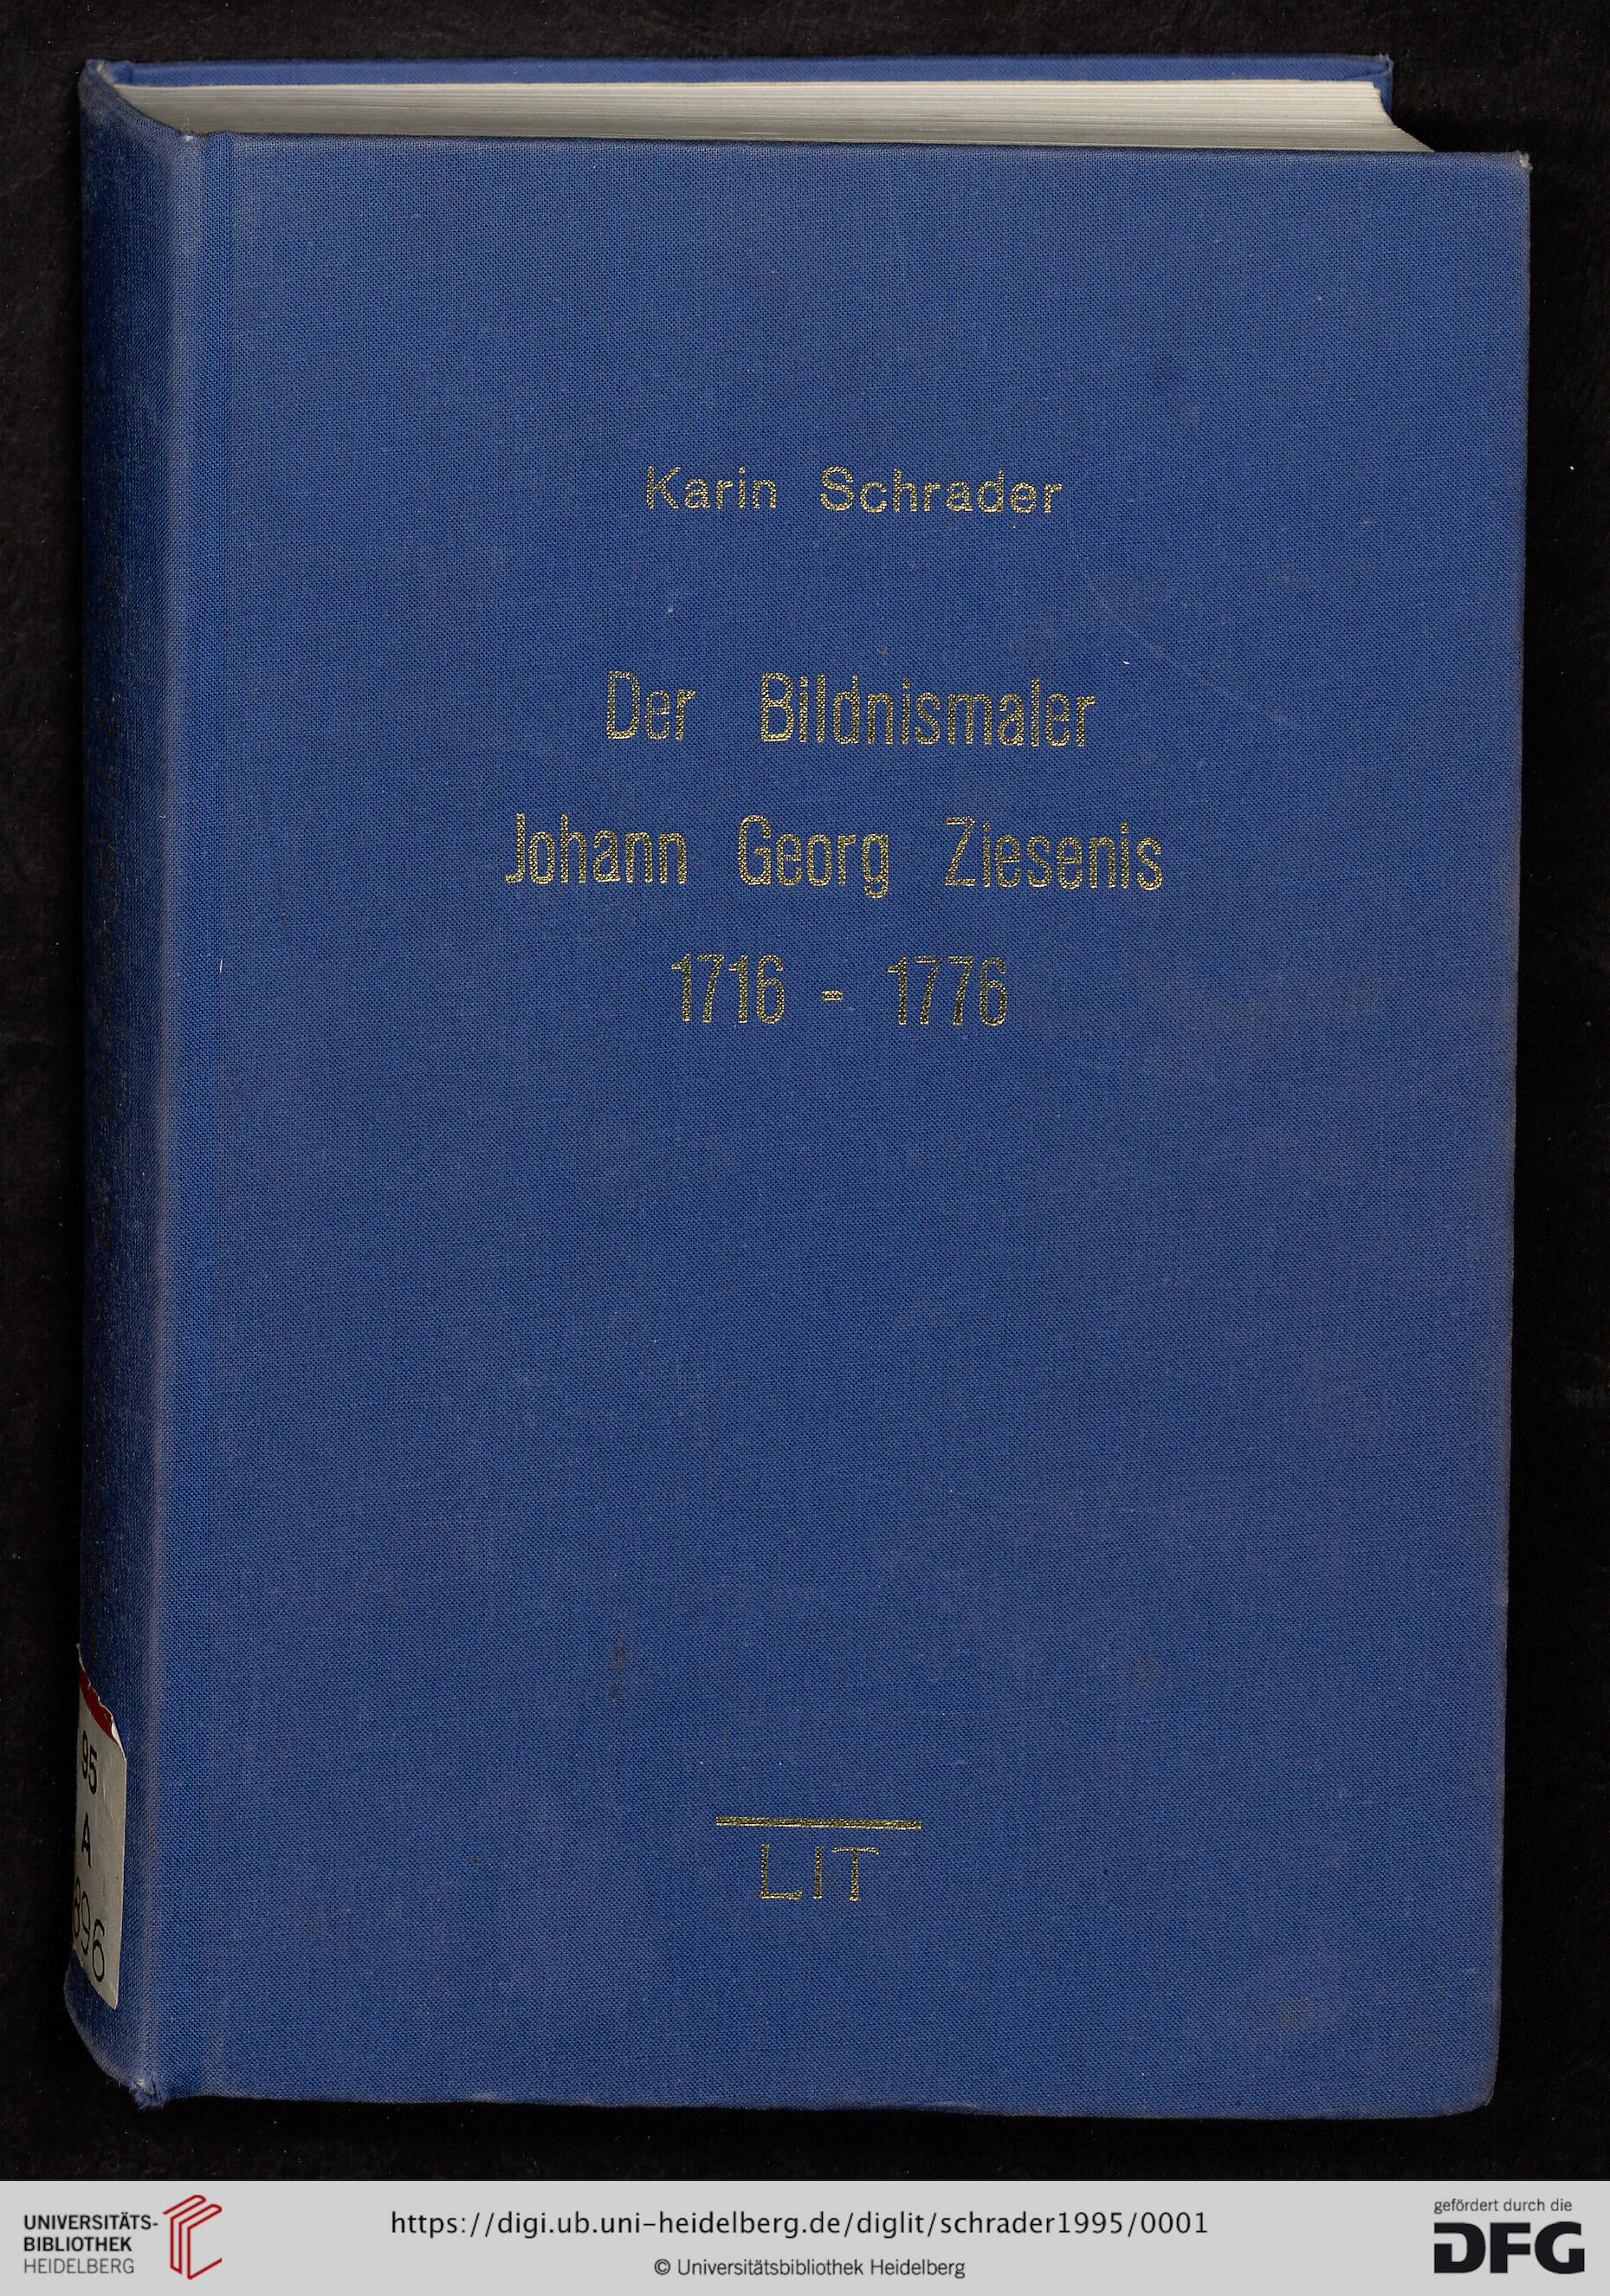 Karin Schrader
Der Bildnismaler
Johann Georg Ziesenis
1716 - 1776
LIT
95
A
896
UNIVERSITÄTS-
BIBLIOTHEK
HEIDELBERG
https://digi.ub.uni-heidelberg.de/diglit/schrader1995/0001
© Universitätsbibliothek Heidelberg
gefördert durch die
DFG